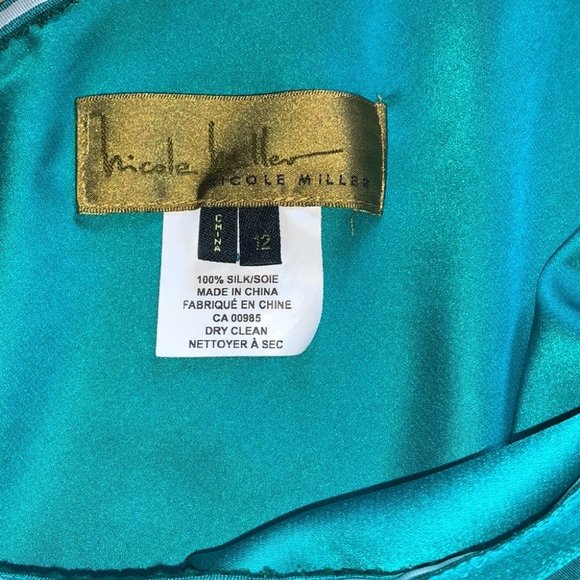 nicole miller
NICOLE MILLER
CHINA
12
100% SILK/SOIE
MADE IN CHINA
FABRIQUÉ EN CHINE
CA 00985
DRY CLEAN
NETTOYER À SEC